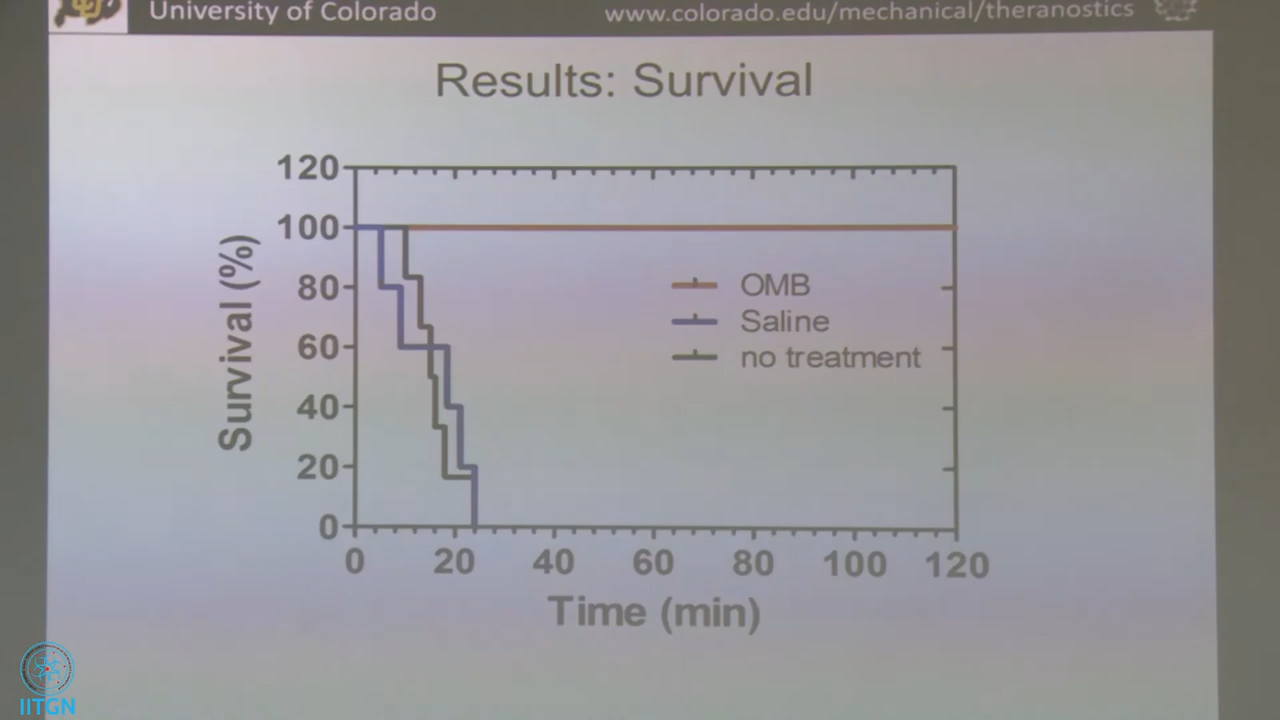 University of Colorado
www.colorado.edu/mechanical/theranostics
CU
Results: Survival
120
100
80
60
40
20
0
Survival (%)
OMB
Saline
no treatment
0 20 40 60 80 100 120
Time (min)
IITGN